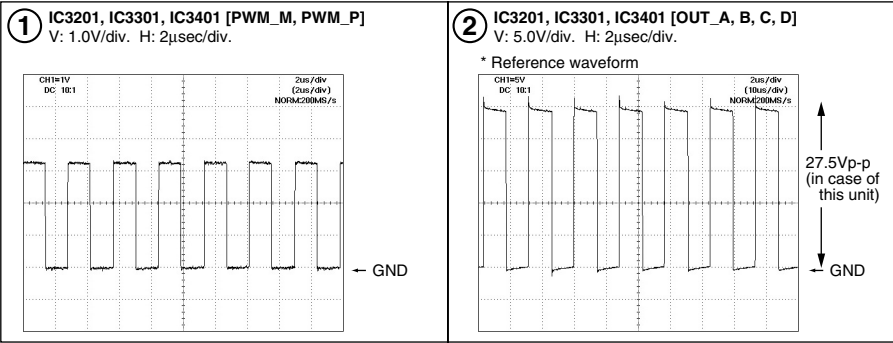 1 IC3201, IC3301, IC3401 [PWM_M, PWM_P]
V: 1.0V/div. H: 2μsec/div.
CH1=1V
DC 10:1
2us/div
(2us/div)
NORM:200MS/s
← GND
2 IC3201, IC3301, IC3401 [OUT_A, B, C, D]
V: 5.0V/div. H: 2μsec/div.
* Reference waveform
CH1=5V
DC 10:1
2us/div
(10us/div)
NORM:200MS/s
27.5Vp-p
(in case of
this unit)
← GND